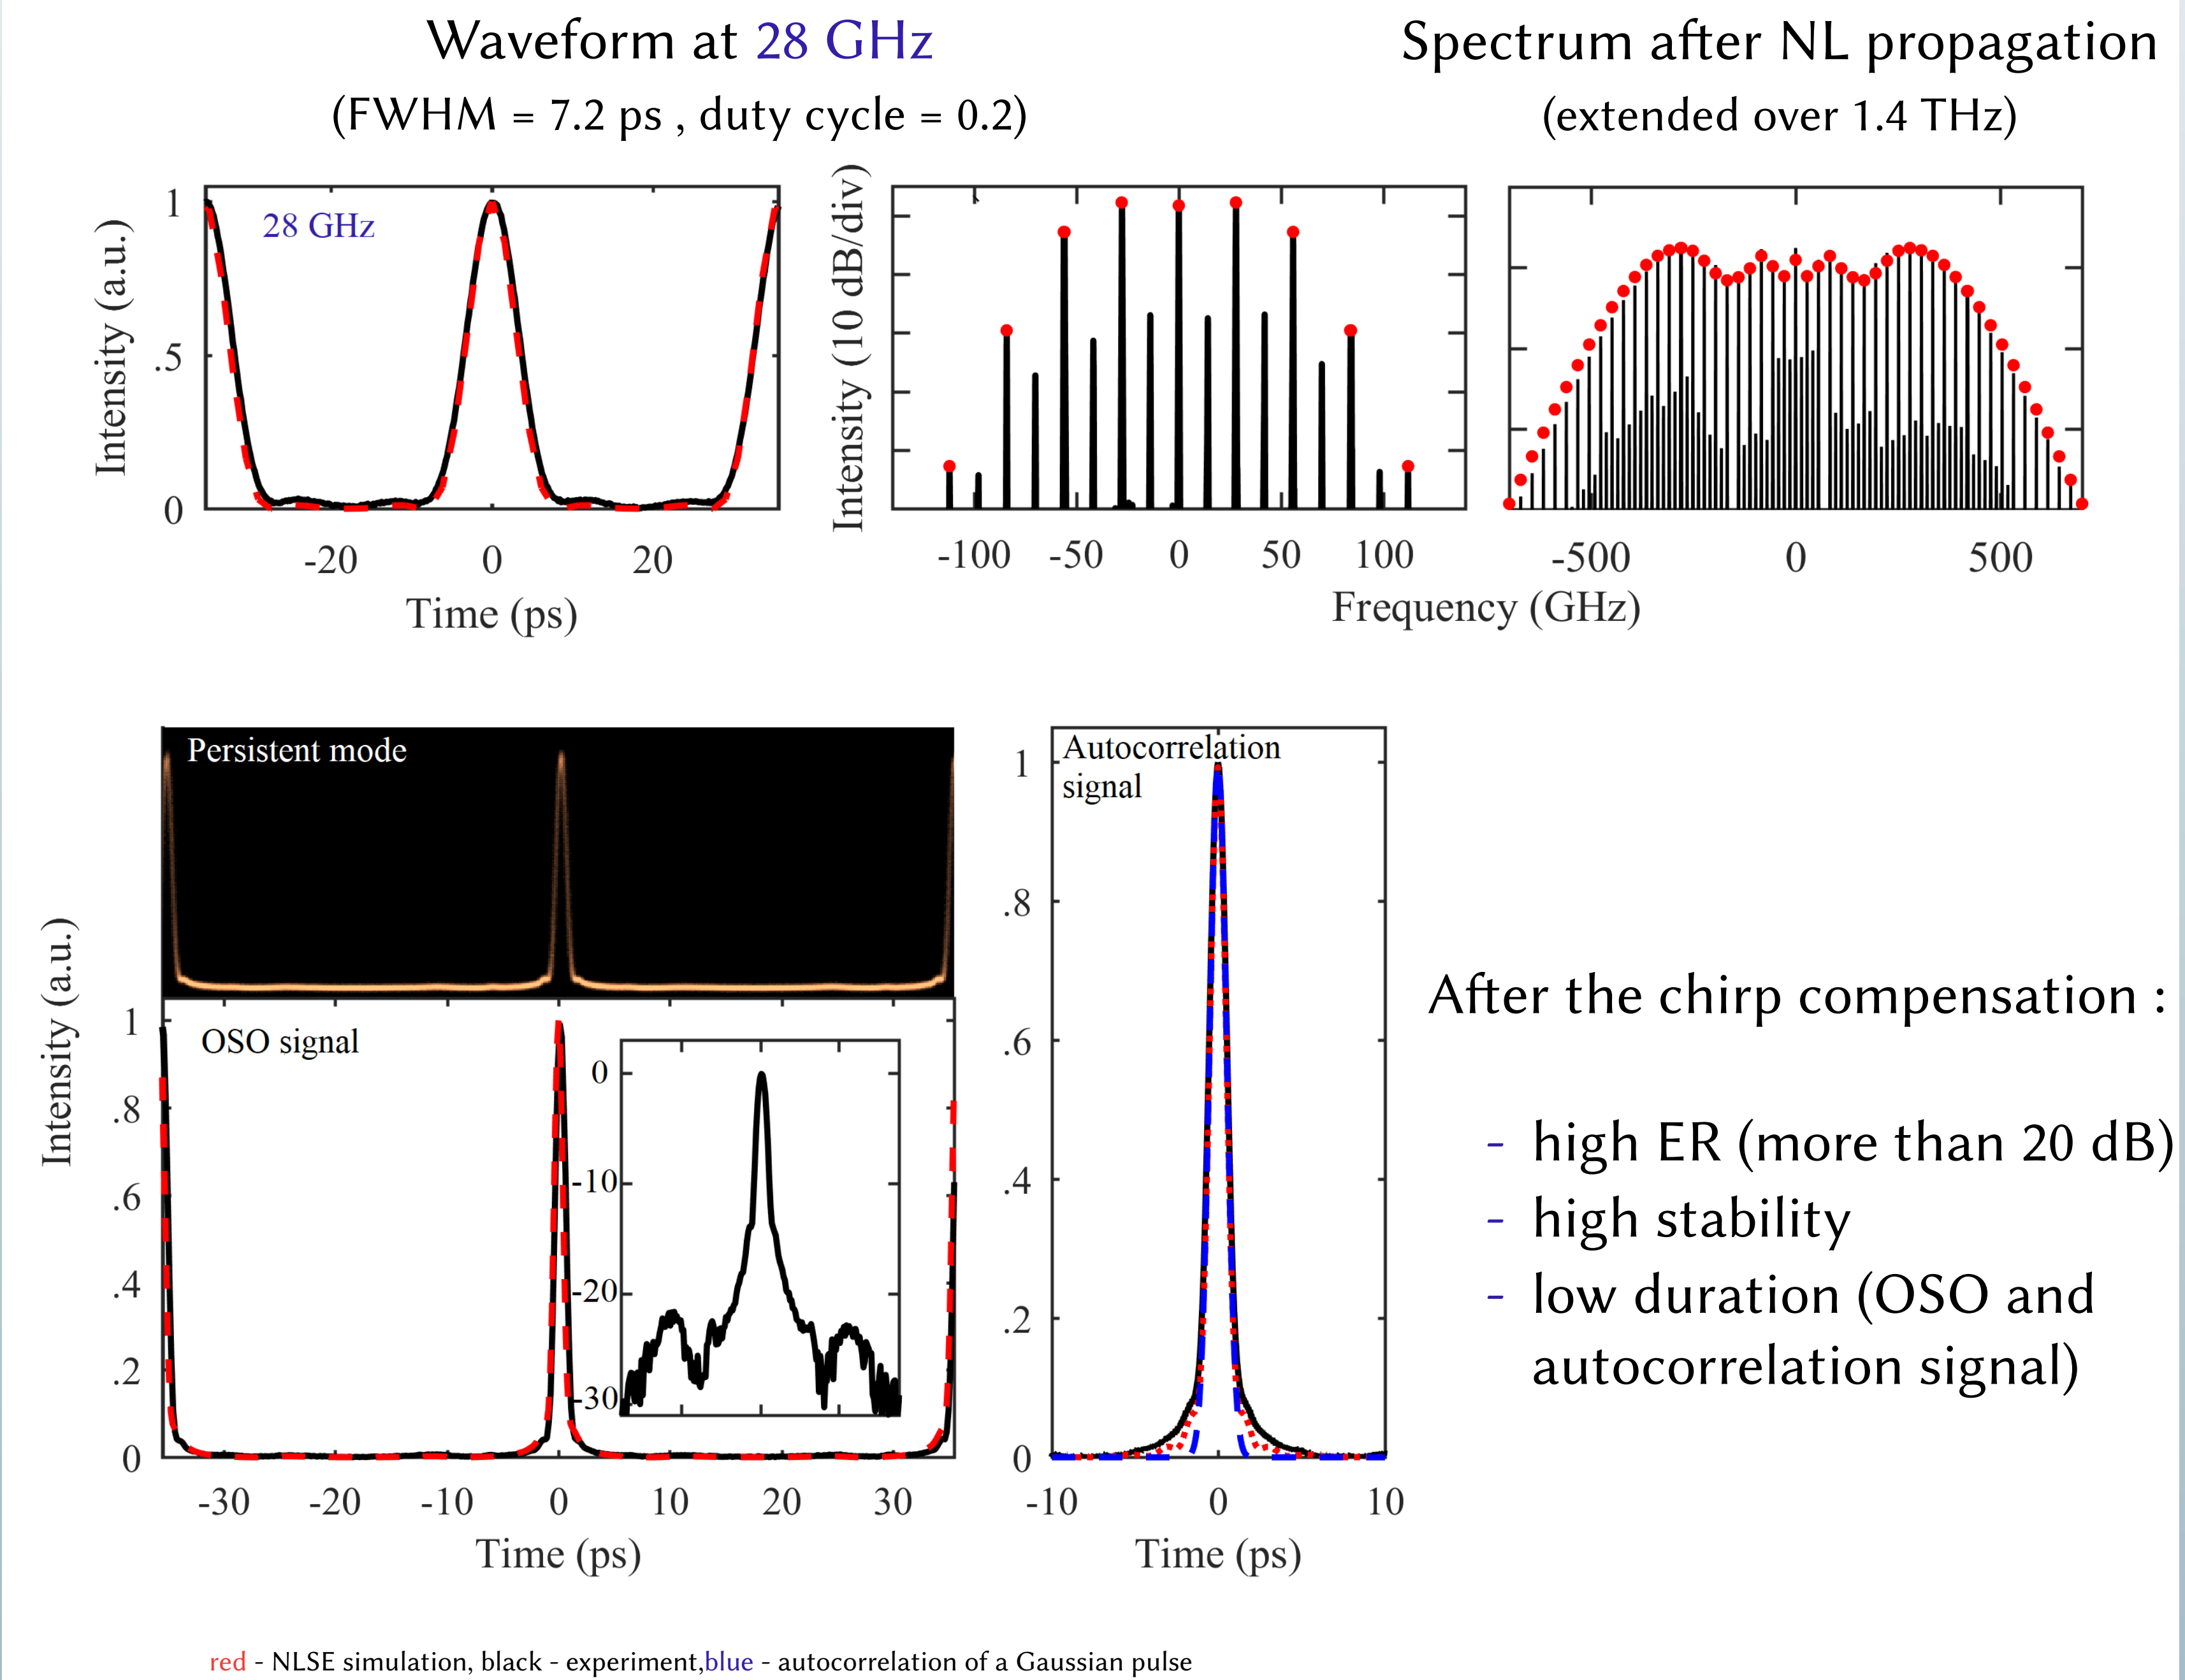 Waveform at 28 GHz
(FWHM = 7.2 ps , duty cycle = 0.2)
Spectrum after NL propagation
(extended over 1.4 THz)
Intensity (a.u.)
1
.5
0
28 GHz
-20 0 20
Time (ps)
Intensity (10 dB/div)
-100 -50 0 50 100
-500 0 500
Frequency (GHz)
Persistent mode
Intensity (a.u.)
OSO signal
1
.8
.6
.4
.2
0
0
-10
-20
-30
-30 -20 -10 0 10 20 30
Time (ps)
Autocorrelation
signal
1
.8
.6
.4
.2
0
-10 0 10
Time (ps)
After the chirp compensation :
- high ER (more than 20 dB)
- high stability
- low duration (OSO and
autocorrelation signal)
red - NLSE simulation, black - experiment,blue - autocorrelation of a Gaussian pulse